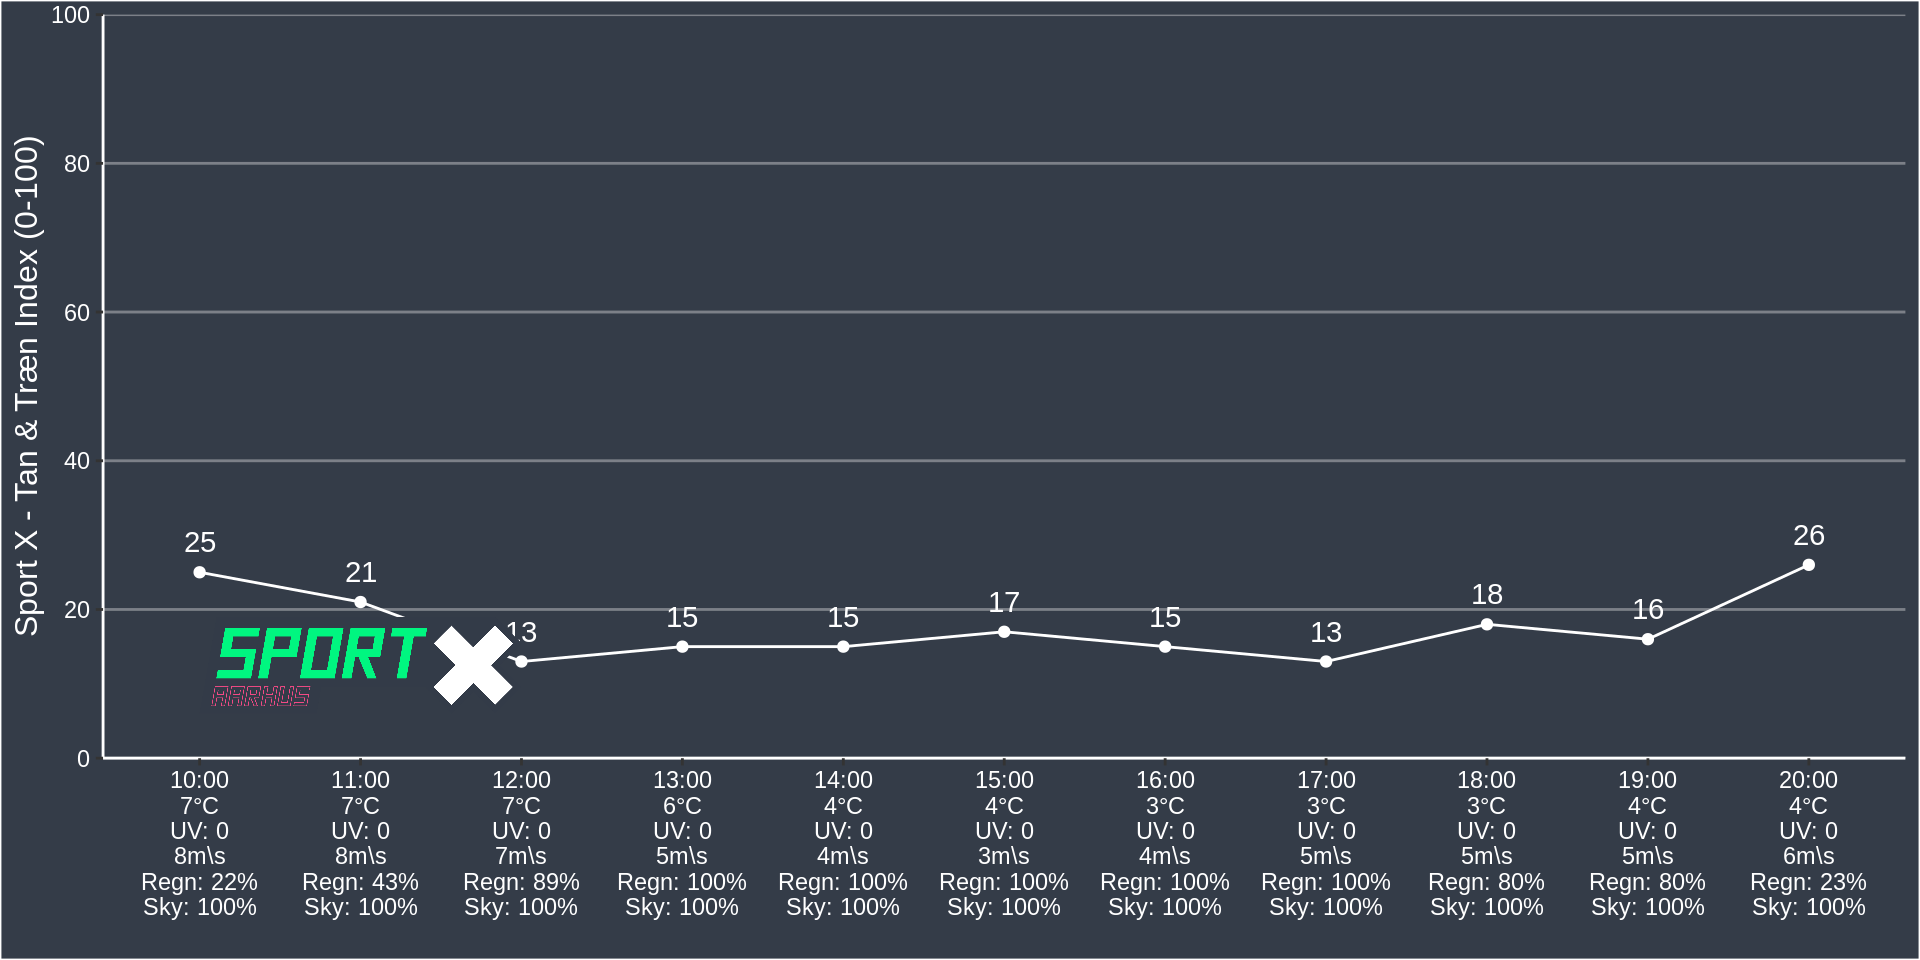 Sport X - Tan & Træn Index (0-100)
100
80
60
40
20
0
25
21
13
15
15
17
15
13
18
16
26
SPORT X
AARHUS
10:00 11:00 12:00 13:00 14:00 15:00 16:00 17:00 18:00 19:00 20:00
7°C 7°C 7°C 6°C 4°C 4°C 3°C 3°C 3°C 4°C 4°C
UV: 0 UV: 0 UV: 0 UV: 0 UV: 0 UV: 0 UV: 0 UV: 0 UV: 0 UV: 0 UV: 0
8m\s 8m\s 7m\s 5m\s 4m\s 3m\s 4m\s 5m\s 5m\s 5m\s 6m\s
Regn: 22% Regn: 43% Regn: 89% Regn: 100% Regn: 100% Regn: 100% Regn: 100% Regn: 100% Regn: 80% Regn: 80% Regn: 23%
Sky: 100% Sky: 100% Sky: 100% Sky: 100% Sky: 100% Sky: 100% Sky: 100% Sky: 100% Sky: 100% Sky: 100% Sky: 100%